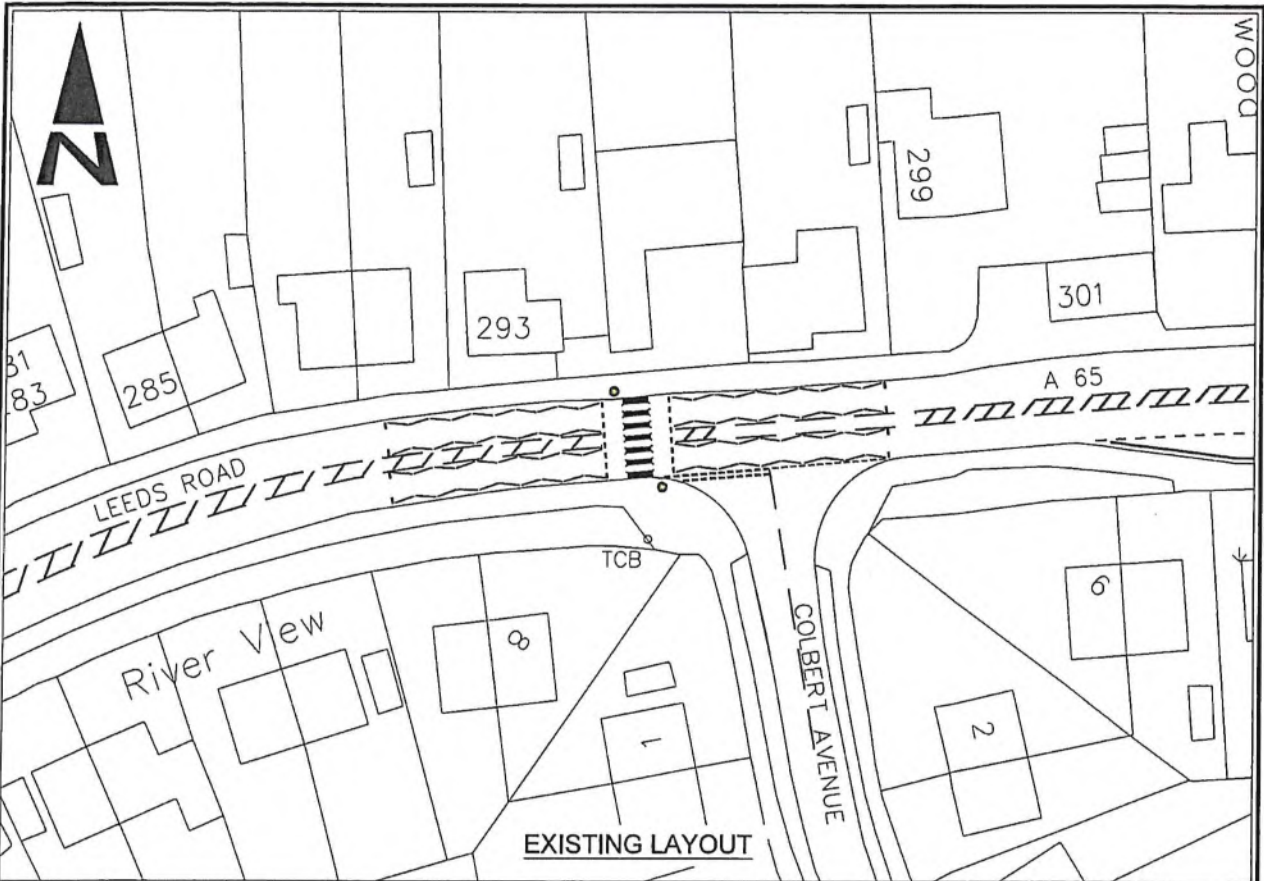 N
WOOD
299
301
293
285
81
83
A 65
LEEDS ROAD
TCB
River View
8
1
COLBERT AVENUE
6
2
EXISTING LAYOUT